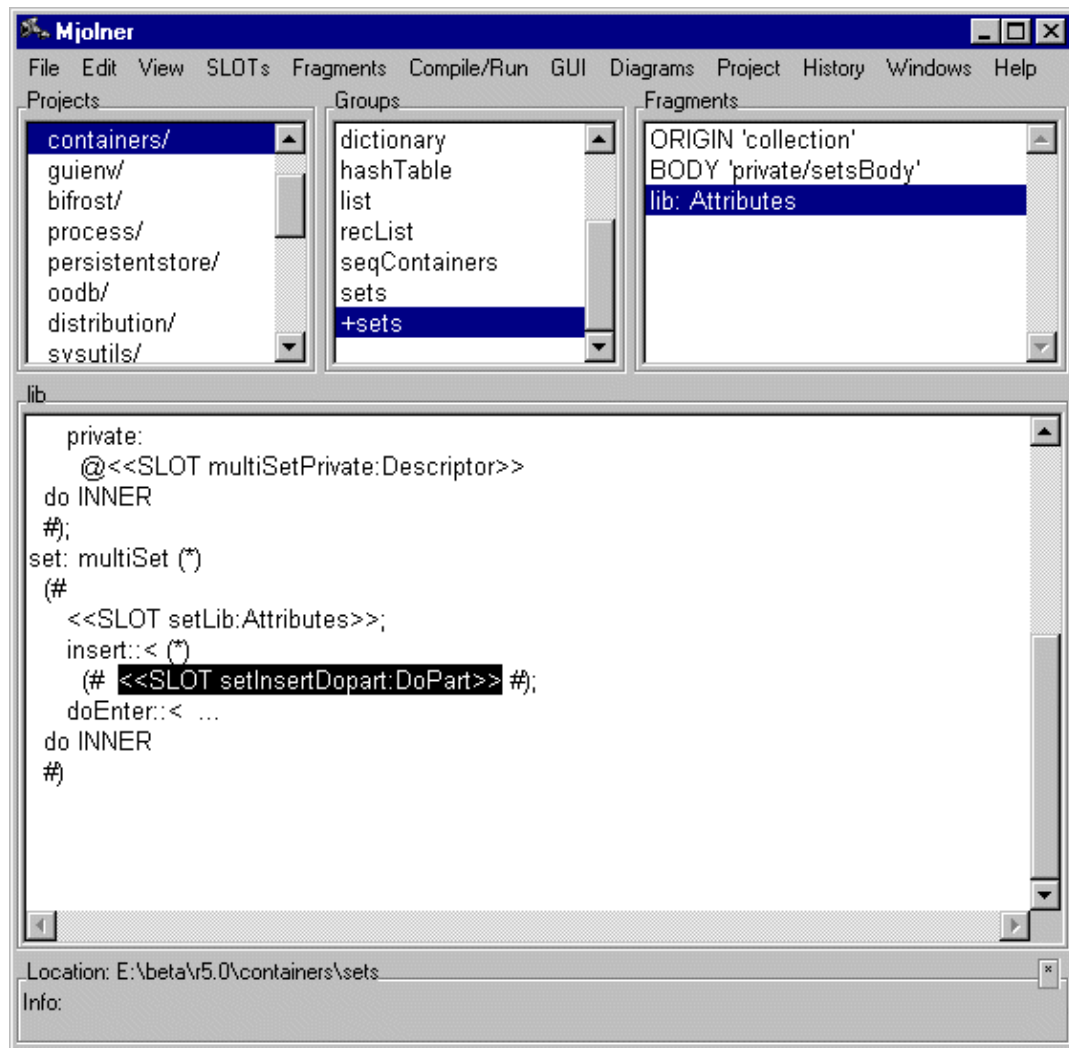 Mjolner
File Edit View SLOTs Fragments Compile/Run GUI Diagrams Project History Windows Help
Projects
containers/
guienv/
bifrost/
process/
persistentstore/
oodb/
distribution/
sysutils/
Groups
dictionary
hashTable
list
recList
seqContainers
sets
+sets
Fragments
ORIGIN 'collection'
BODY 'private/setsBody'
lib: Attributes
lib
private:
@<<SLOT multiSetPrivate:Descriptor>>
do INNER
#);
set: multiSet (*)
(#
<<SLOT setLib:Attributes>>;
insert::< (*)
(# <<SLOT setInsertDopart:DoPart>> #);
doEnter::< ...
do INNER
#)
Location: E:\beta\r5.0\containers\sets
Info: